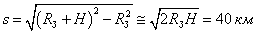 s = √((R₃ + H)² − R₃²) ≅ √(2R₃H) = 40 км